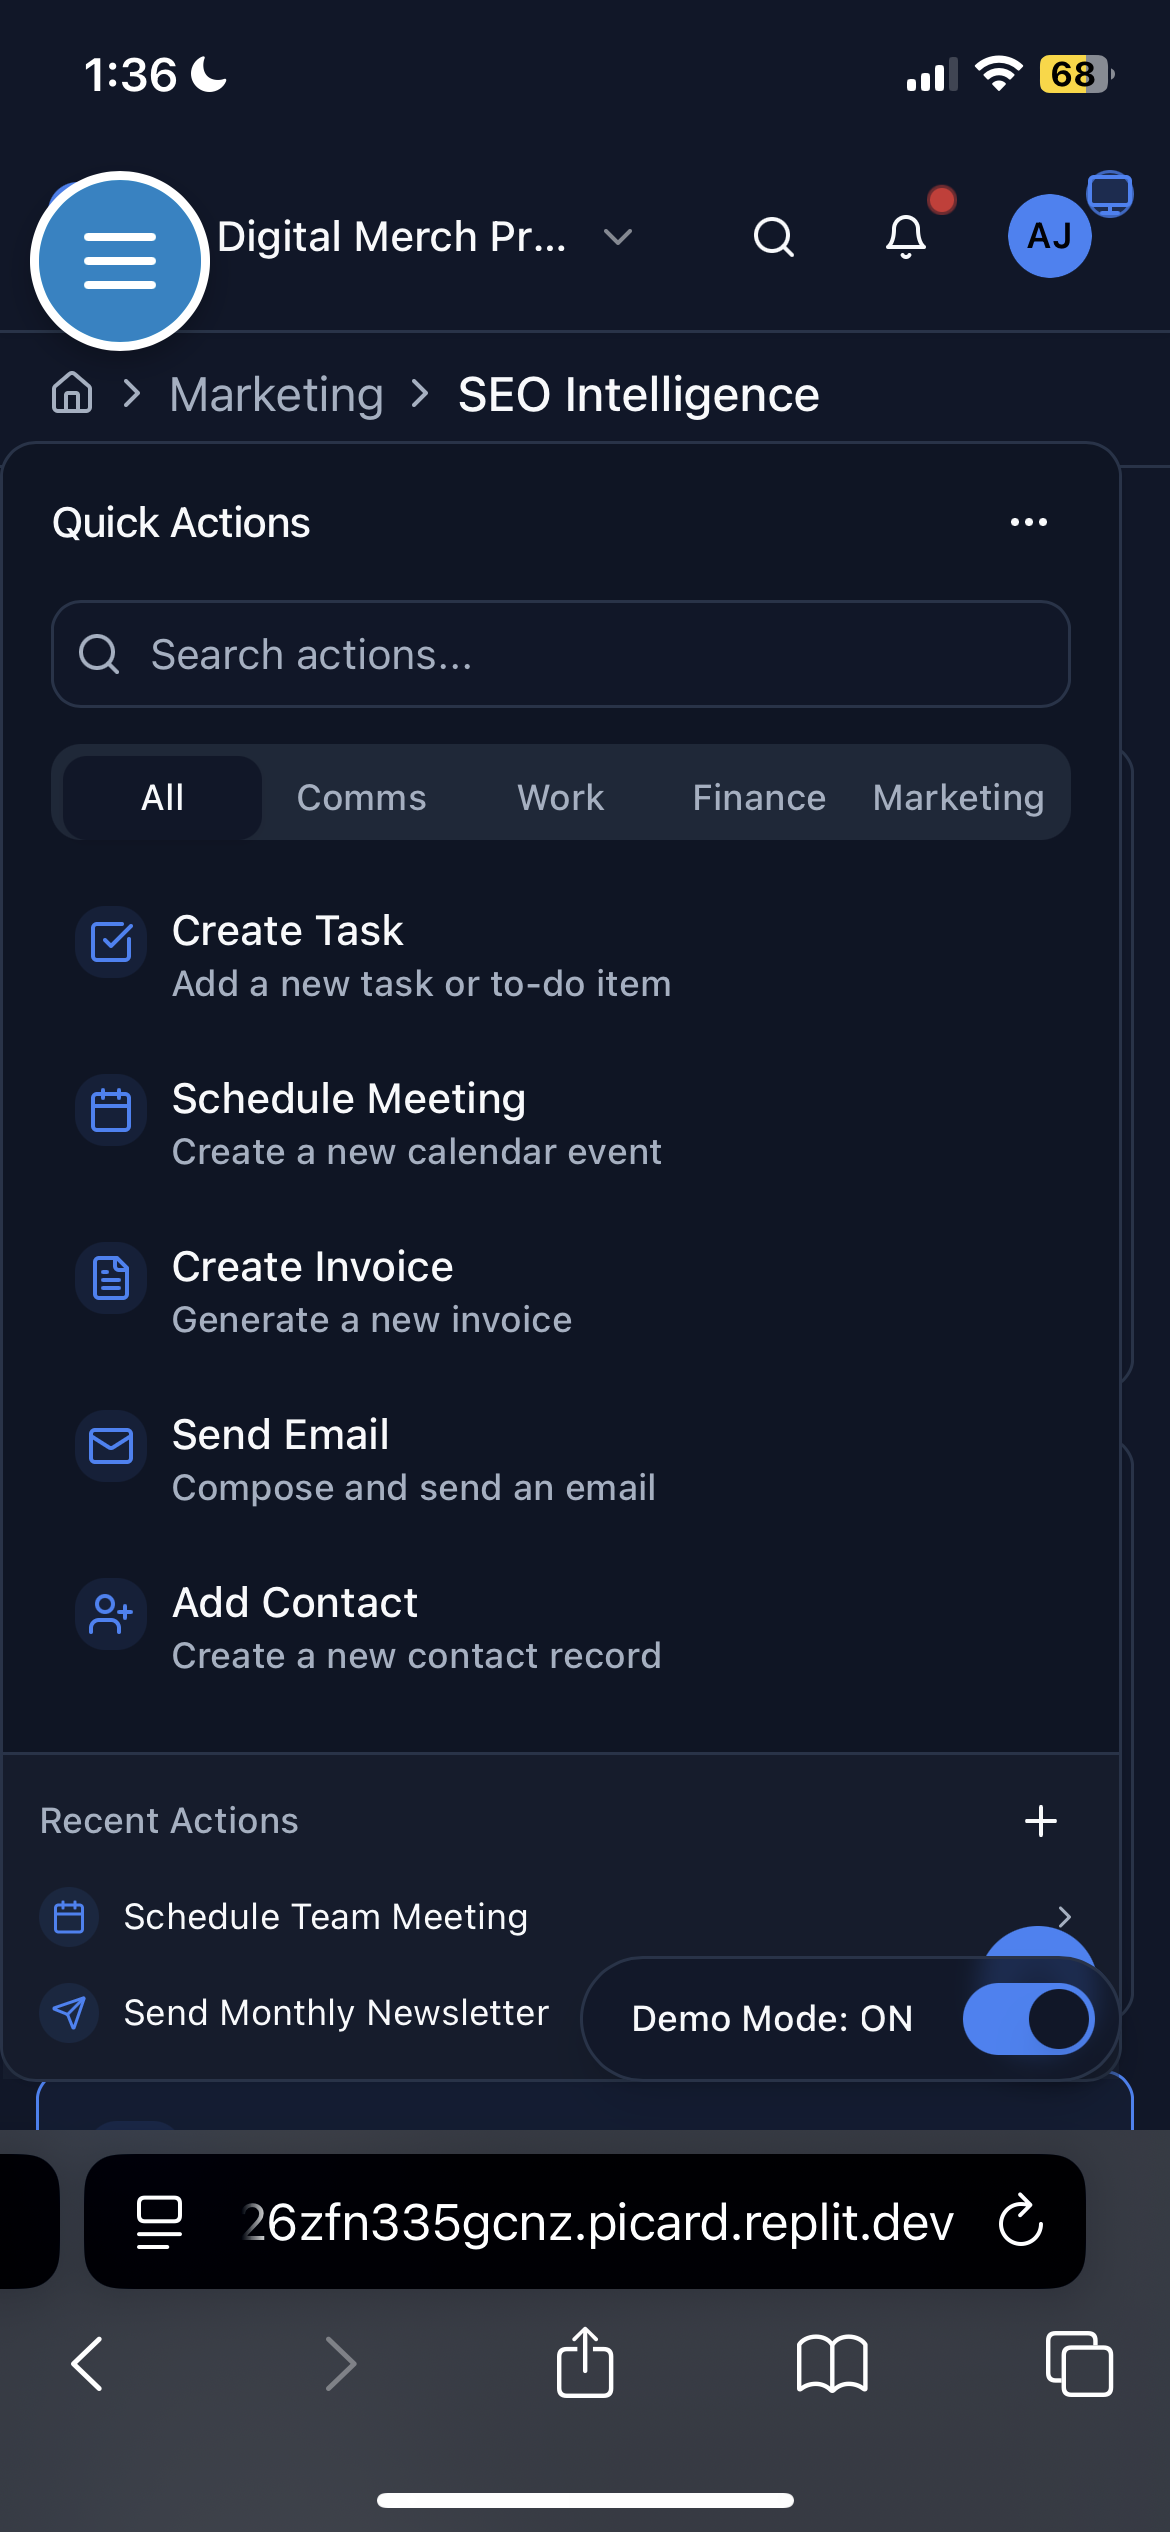 1:36
68
Digital Merch Pr...
AJ
Marketing
SEO Intelligence
Quick Actions
Search actions...
All
Comms
Work
Finance
Marketing
Create Task
Add a new task or to-do item
Schedule Meeting
Create a new calendar event
Create Invoice
Generate a new invoice
Send Email
Compose and send an email
Add Contact
Create a new contact record
Recent Actions
Schedule Team Meeting
Send Monthly Newsletter
Demo Mode: ON
26zfn335gcnz.picard.replit.dev